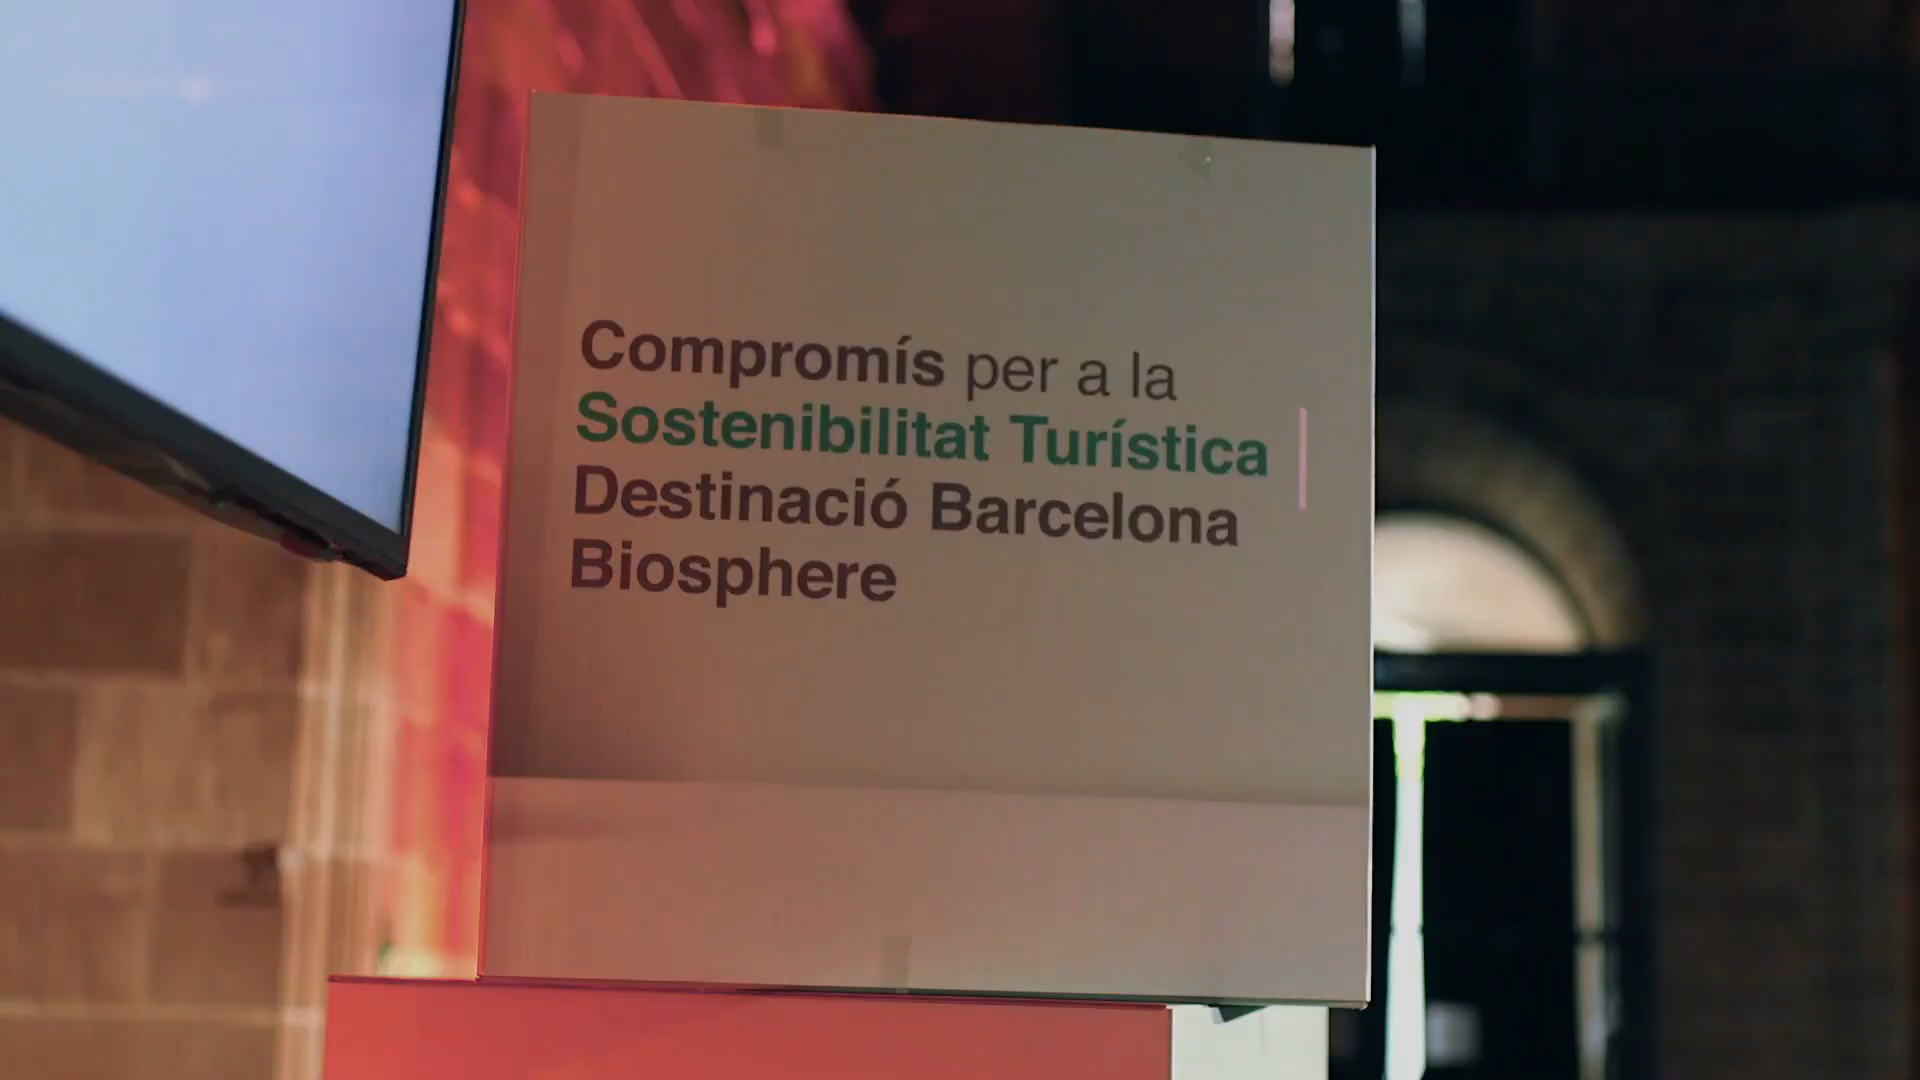 Compromís per a la
Sostenibilitat Turística
Destinació Barcelona
Biosphere